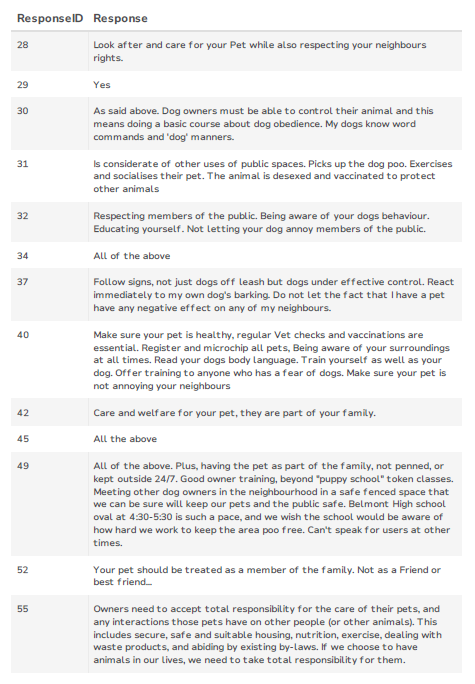 ResponseID Response
28 Look after and care for your Pet while also respecting your neighbours
rights.
29 Yes
30 As said above. Dog owners must be able to control their animal and this
means doing a basic course about dog obedience. My dogs know word
commands and 'dog' manners.
31 Is considerate of other uses of public spaces. Picks up the dog poo. Exercises
and socialises their pet. The animal is desexed and vaccinated to protect
other animals
32 Respecting members of the public. Being aware of your dogs behaviour.
Educating yourself. Not letting your dog annoy members of the public.
34 All of the above
37 Follow signs, not just dogs off leash but dogs under effective control. React
immediately to my own dog's barking. Do not let the fact that I have a pet
have any negative effect on any of my neighbours.
40 Make sure your pet is healthy, regular Vet checks and vaccinations are
essential. Register and microchip all pets, Being aware of your surroundings
at all times. Read your dogs body language. Train yourself as well as your
dog. Offer training to anyone who has a fear of dogs. Make sure your pet is
not annoying your neighbours
42 Care and welfare for your pet, they are part of your family.
45 All the above
49 All of the above. Plus, having the pet as part of the family, not penned, or
kept outside 24/7. Good owner training, beyond "puppy school" token classes.
Meeting other dog owners in the neighbourhood in a safe fenced space that
we can be sure will keep our pets and the public safe. Belmont High school
oval at 4:30-5:30 is such a pace, and we wish the school would be aware of
how hard we work to keep the area poo free. Can't speak for users at other
times.
52 Your pet should be treated as a member of the family. Not as a Friend or
best friend...
55 Owners need to accept total responsibility for the care of their pets, and
any interactions those pets have on other people (or other animals). This
includes secure, safe and suitable housing, nutrition, exercise, dealing with
waste products, and abiding by existing by-laws. If we choose to have
animals in our lives, we need to take total responsibility for them.